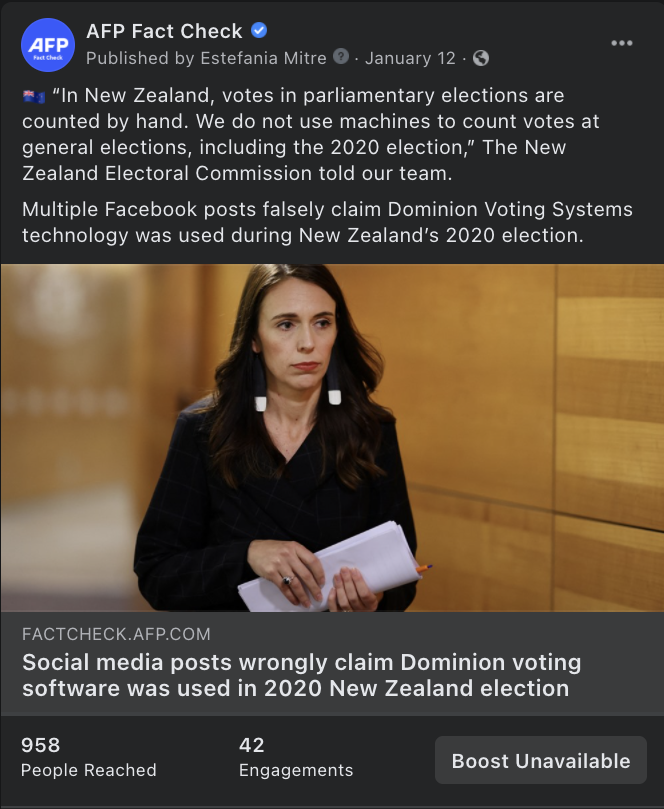 AFP
Fact Check
AFP Fact Check
Published by Estefania Mitre ? · January 12 ·
“In New Zealand, votes in parliamentary elections are
counted by hand. We do not use machines to count votes at
general elections, including the 2020 election,” The New
Zealand Electoral Commission told our team.
Multiple Facebook posts falsely claim Dominion Voting Systems
technology was used during New Zealand’s 2020 election.
FACTCHECK.AFP.COM
Social media posts wrongly claim Dominion voting
software was used in 2020 New Zealand election
958
People Reached
42
Engagements
Boost Unavailable